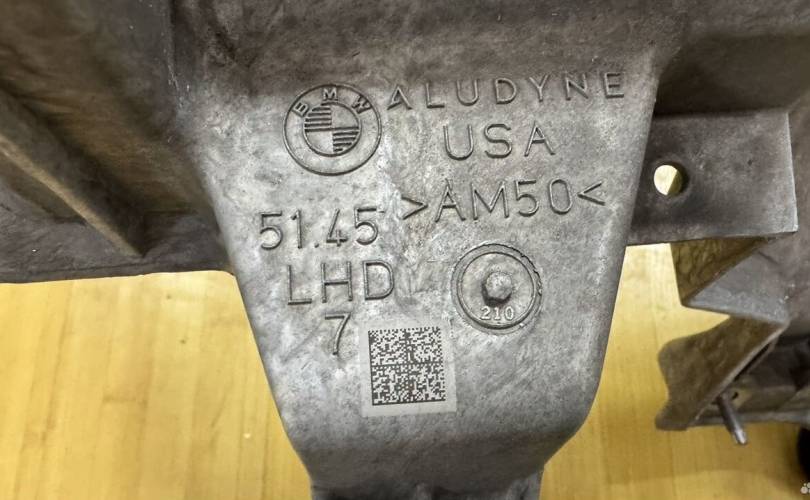 BMW ALUDYNE
USA
>AM50<
51.45
LHD
7
210